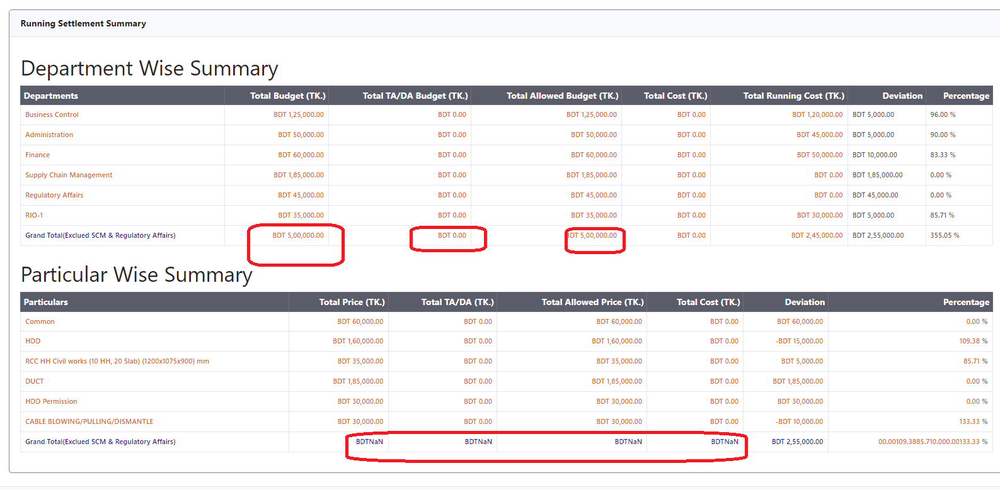 Running Settlement Summary
Department Wise Summary
Departments Total Budget (TK.) Total TA/DA Budget (TK.) Total Allowed Budget (TK.) Total Cost (TK.) Total Running Cost (TK.) Deviation Percentage
Business Control BDT 1,25,000.00 BDT 0.00 BDT 1,25,000.00 BDT 0.00 BDT 1,20,000.00 BDT 5,000.00 96.00 %
Administration BDT 50,000.00 BDT 0.00 BDT 50,000.00 BDT 0.00 BDT 45,000.00 BDT 5,000.00 90.00 %
Finance BDT 60,000.00 BDT 0.00 BDT 60,000.00 BDT 0.00 BDT 50,000.00 BDT 10,000.00 83.33 %
Supply Chain Management BDT 1,85,000.00 BDT 0.00 BDT 1,85,000.00 BDT 0.00 BDT 0.00 BDT 1,85,000.00 0.00 %
Regulatory Affairs BDT 45,000.00 BDT 0.00 BDT 45,000.00 BDT 0.00 BDT 0.00 BDT 45,000.00 0.00 %
RIO-1 BDT 35,000.00 BDT 0.00 BDT 35,000.00 BDT 0.00 BDT 30,000.00 BDT 5,000.00 85.71 %
Grand Total(Exclued SCM & Regulatory Affairs) BDT 5,00,000.00 BDT 0.00 BDT 5,00,000.00 BDT 0.00 BDT 2,45,000.00 BDT 2,55,000.00 355.05 %
Particular Wise Summary
Particulars Total Price (TK.) Total TA/DA (TK.) Total Allowed Price (TK.) Total Cost (TK.) Deviation Percentage
Common BDT 60,000.00 BDT 0.00 BDT 60,000.00 BDT 0.00 BDT 60,000.00 0.00 %
HDD BDT 1,60,000.00 BDT 0.00 BDT 1,60,000.00 BDT 0.00 -BDT 15,000.00 109.38 %
RCC HH Civil works (10 HH, 20 Slab) (1200x1075x900) mm BDT 35,000.00 BDT 0.00 BDT 35,000.00 BDT 0.00 BDT 5,000.00 85.71 %
DUCT BDT 1,85,000.00 BDT 0.00 BDT 1,85,000.00 BDT 0.00 BDT 1,85,000.00 0.00 %
HDD Permission BDT 30,000.00 BDT 0.00 BDT 30,000.00 BDT 0.00 BDT 30,000.00 0.00 %
CABLE BLOWING/PULLING/DISMANTLE BDT 30,000.00 BDT 0.00 BDT 30,000.00 BDT 0.00 -BDT 10,000.00 133.33 %
Grand Total(Exclued SCM & Regulatory Affairs) BDTNaN BDTNaN BDTNaN BDTNaN BDT 2,55,000.00 00.00109.3885.710.000.00133.33 %